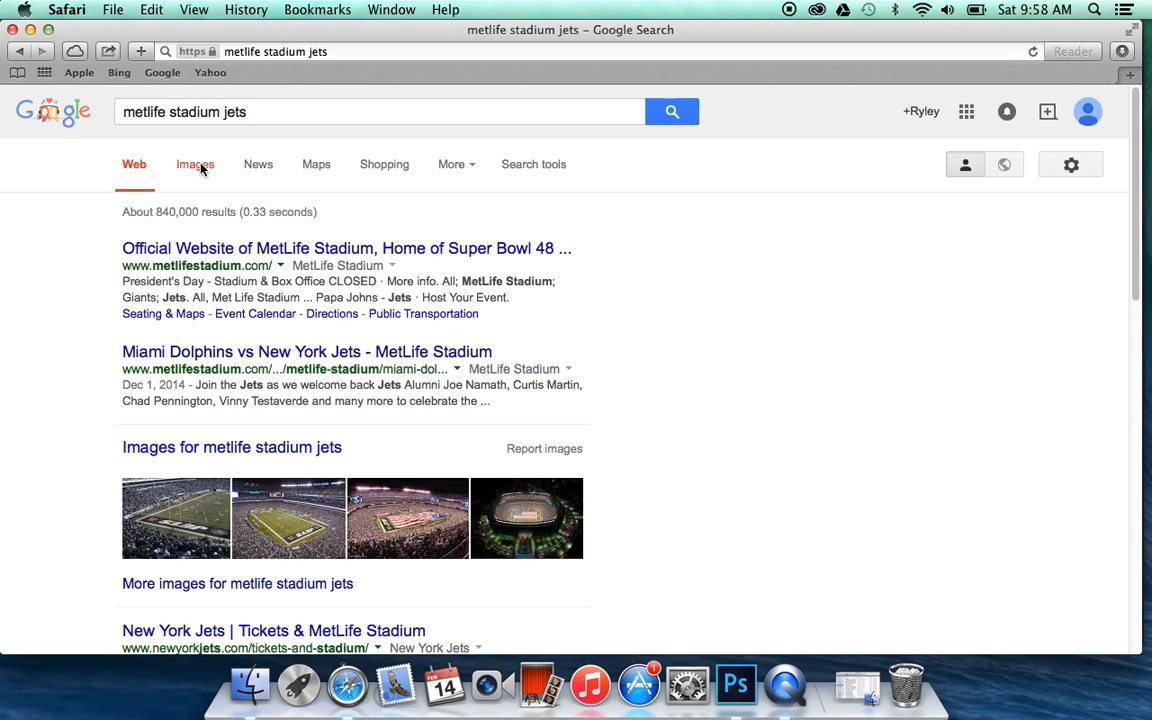 Safari File Edit View History Bookmarks Window Help Sat 9:58 AM
metlife stadium jets – Google Search
https metlife stadium jets Reader
Apple Bing Google Yahoo
Google metlife stadium jets +Ryley
Web Images News Maps Shopping More Search tools
About 840,000 results (0.33 seconds)
Official Website of MetLife Stadium, Home of Super Bowl 48 ...
www.metlifestadium.com/ MetLife Stadium
President's Day - Stadium & Box Office CLOSED · More info. All; MetLife Stadium;
Giants; Jets. All, Met Life Stadium ... Papa Johns - Jets · Host Your Event.
Seating & Maps - Event Calendar - Directions - Public Transportation
Miami Dolphins vs New York Jets - MetLife Stadium
www.metlifestadium.com/.../metlife-stadium/miami-dol... MetLife Stadium
Dec 1, 2014 - Join the Jets as we welcome back Jets Alumni Joe Namath, Curtis Martin,
Chad Pennington, Vinny Testaverde and many more to celebrate the ...
Images for metlife stadium jets Report images
More images for metlife stadium jets
New York Jets | Tickets & MetLife Stadium
www.newyorkjets.com/tickets-and-stadium/ New York Jets
FEB
14
1
Ps